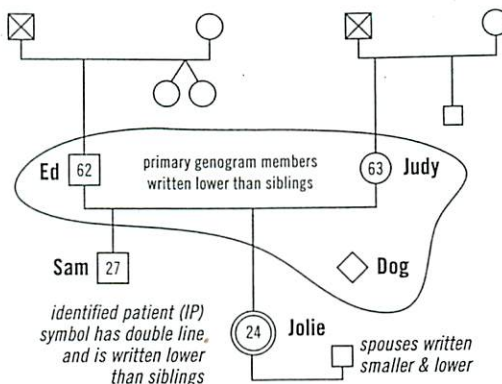 primary genogram members
written lower than siblings
Ed 62
63 Judy
Sam 27
Dog
identified patient (IP)
symbol has double line
and is written lower
than siblings
24 Jolie
spouses written
smaller & lower